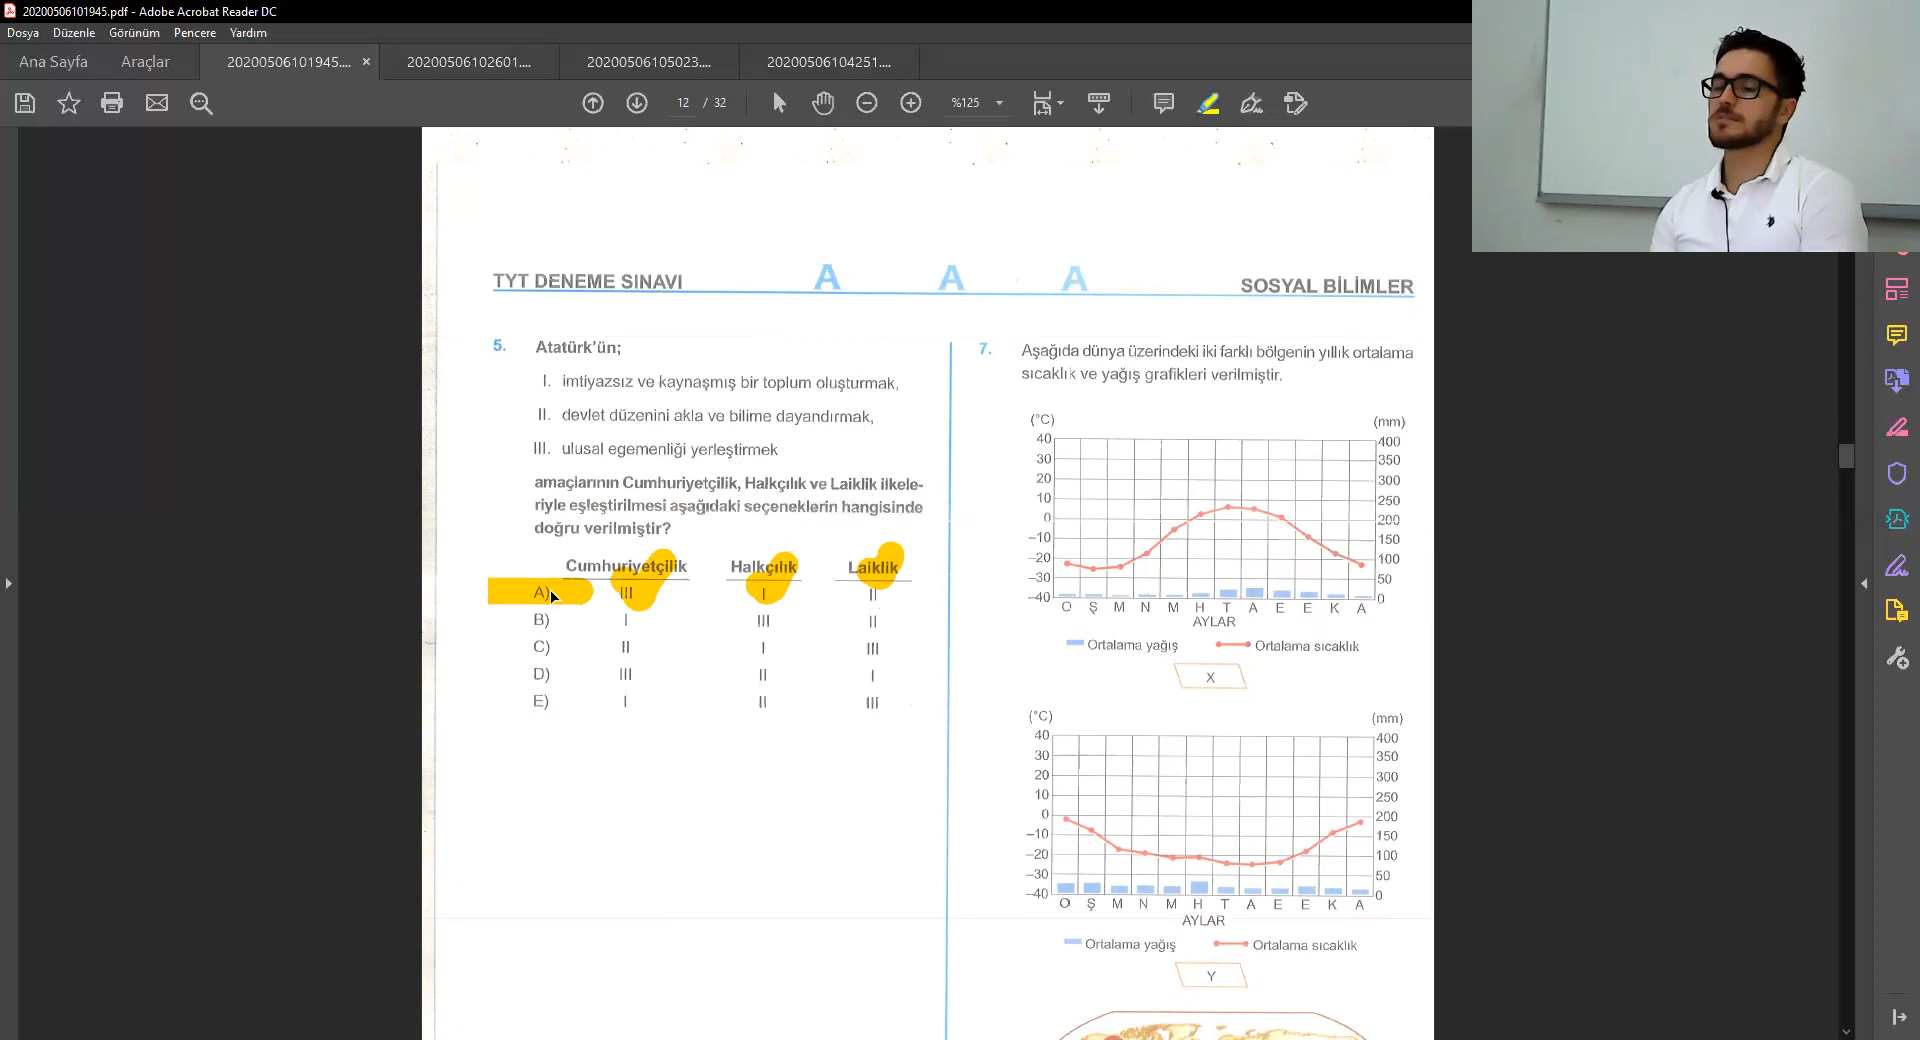 20200506101945.pdf - Adobe Acrobat Reader DC
Dosya Düzenle Görünüm Pencere Yardım
Ana Sayfa Araçlar 20200506101945.... × 20200506102601.... 20200506105023.... 20200506104251....
12 / 32 %125
TYT DENEME SINAVI A A A SOSYAL BİLİMLER
5. Atatürk'ün;
I. imtiyazsız ve kaynaşmış bir toplum oluşturmak,
II. devlet düzenini akla ve bilime dayandırmak,
III. ulusal egemenliği yerleştirmek
amaçlarının Cumhuriyetçilik, Halkçılık ve Laiklik ilkele-
riyle eşleştirilmesi aşağıdaki seçeneklerin hangisinde
doğru verilmiştir?
Cumhuriyetçilik Halkçılık Laiklik
A) III I II
B) I III II
C) II I III
D) III II I
E) I II III
7. Aşağıda dünya üzerindeki iki farklı bölgenin yıllık ortalama
sıcaklık ve yağış grafikleri verilmiştir.
(°C) (mm)
40 400
30 350
20 300
10 250
0 200
–10 150
–20 100
–30 50
–40 0
O Ş M N M H T A E E K A
AYLAR
Ortalama yağış Ortalama sıcaklık
X
(°C) (mm)
40 400
30 350
20 300
10 250
0 200
–10 150
–20 100
–30 50
–40 0
O Ş M N M H T A E E K A
AYLAR
Ortalama yağış Ortalama sıcaklık
Y